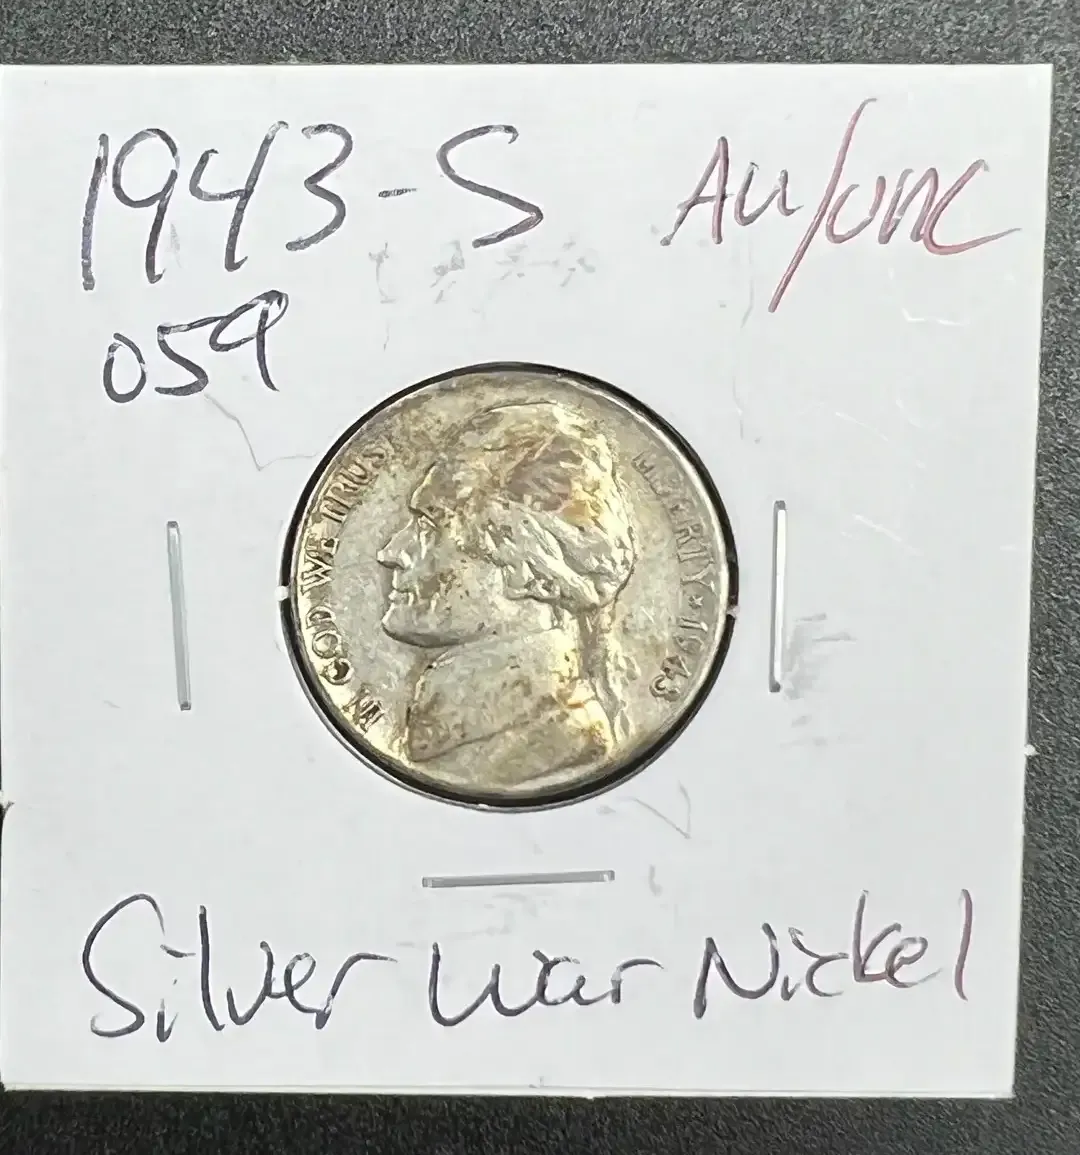 1943-S AU/UNC
059
IN GOD WE TRUST
LIBERTY * 1943
Silver War Nickel